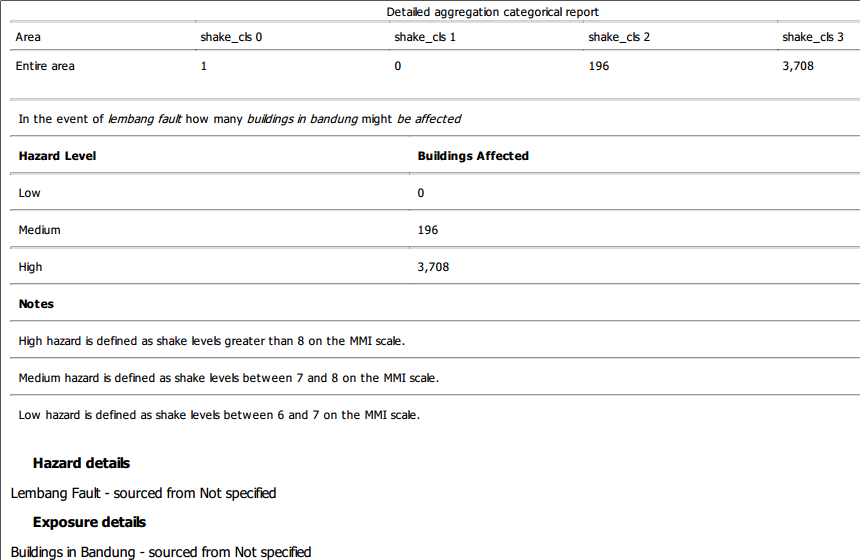 Detailed aggregation categorical report
Area shake_cls 0 shake_cls 1 shake_cls 2 shake_cls 3
Entire area 1 0 196 3,708
In the event of lembang fault how many buildings in bandung might be affected
Hazard Level Buildings Affected
Low 0
Medium 196
High 3,708
Notes
High hazard is defined as shake levels greater than 8 on the MMI scale.
Medium hazard is defined as shake levels between 7 and 8 on the MMI scale.
Low hazard is defined as shake levels between 6 and 7 on the MMI scale.
Hazard details
Lembang Fault - sourced from Not specified
Exposure details
Buildings in Bandung - sourced from Not specified